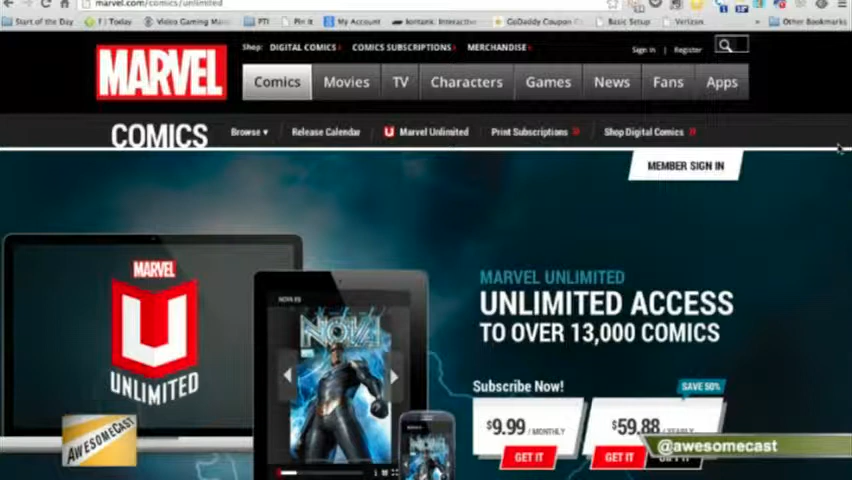 marvel.com/comics/unlimited
Start of the Day
Today
Video Gaming
PTI
Pin It
My Account
GoDaddy Coupon
Basic Setup
Verizon
Other Bookmarks
MARVEL
Shop: DIGITAL COMICS COMICS SUBSCRIPTIONS MERCHANDISE
Sign In | Register
Comics Movies TV Characters Games News Fans Apps
COMICS Browse Release Calendar Marvel Unlimited Print Subscriptions Shop Digital Comics
MEMBER SIGN IN
MARVEL
U
UNLIMITED
NOVA
MARVEL UNLIMITED
UNLIMITED ACCESS
TO OVER 13,000 COMICS
Subscribe Now!
SAVE 50%
$9.99 / MONTHLY
$59.88 / YEARLY
GET IT
GET IT
AWESOMECAST
@awesomecast